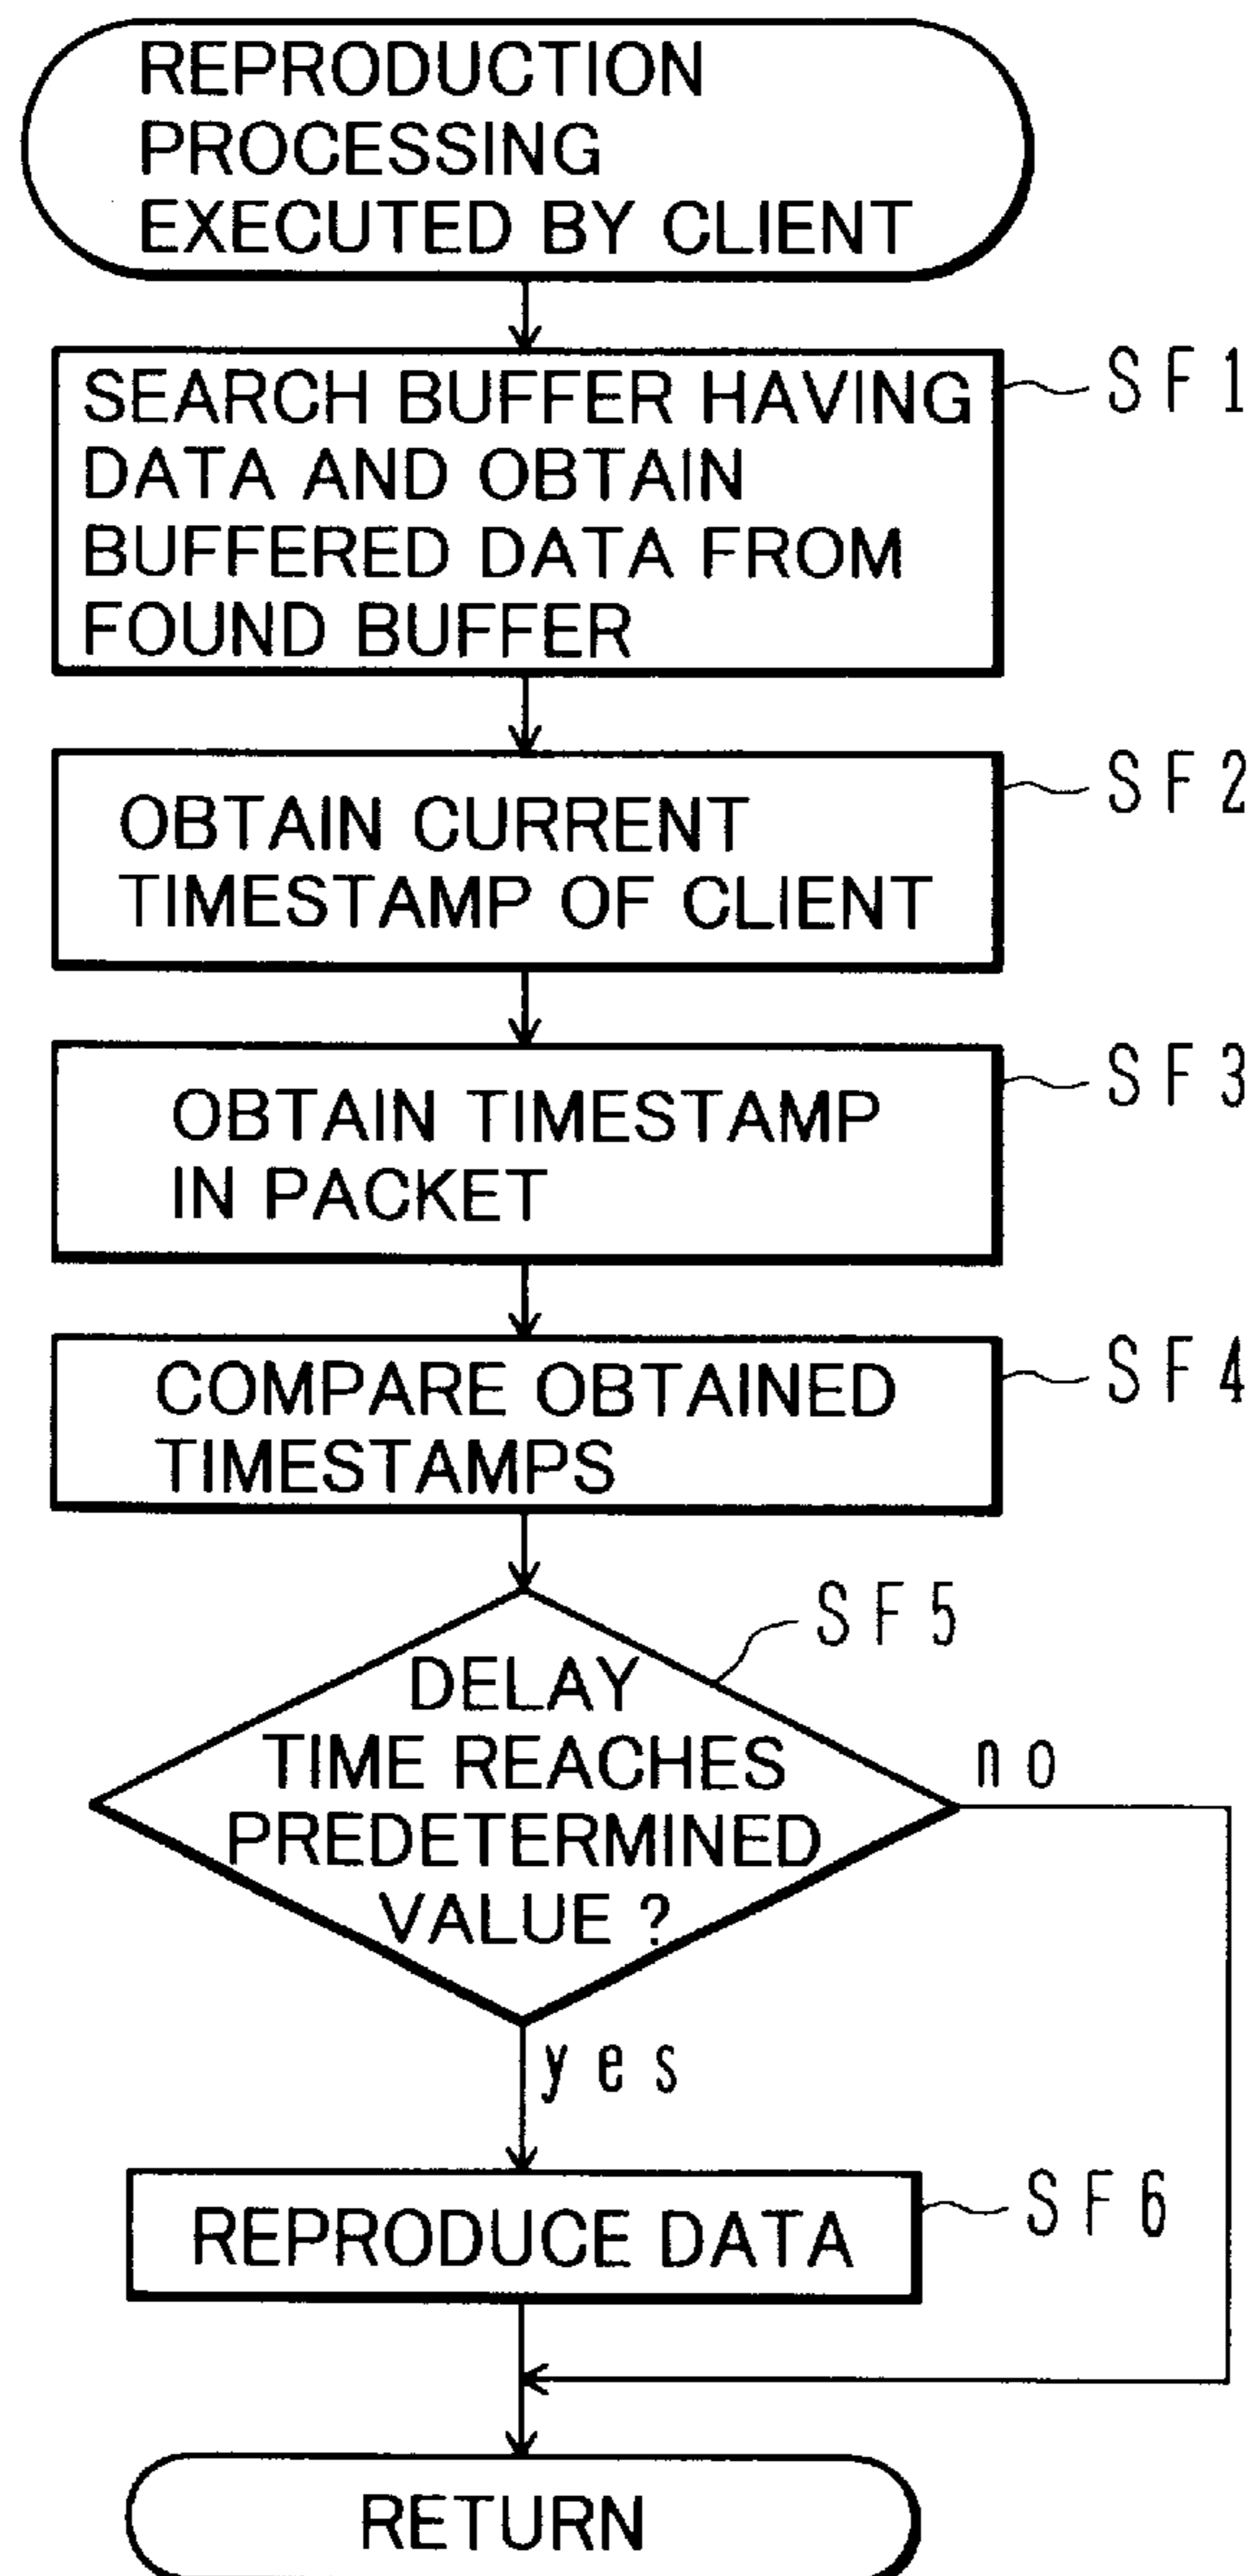 REPRODUCTION
PROCESSING
EXECUTED BY CLIENT
SEARCH BUFFER HAVING
DATA AND OBTAIN
BUFFERED DATA FROM
FOUND BUFFER
SF1
OBTAIN CURRENT
TIMESTAMP OF CLIENT
SF2
OBTAIN TIMESTAMP
IN PACKET
SF3
COMPARE OBTAINED
TIMESTAMPS
SF4
DELAY
TIME REACHES
PREDETERMINED
VALUE ?
SF5
no
yes
REPRODUCE DATA
SF6
RETURN